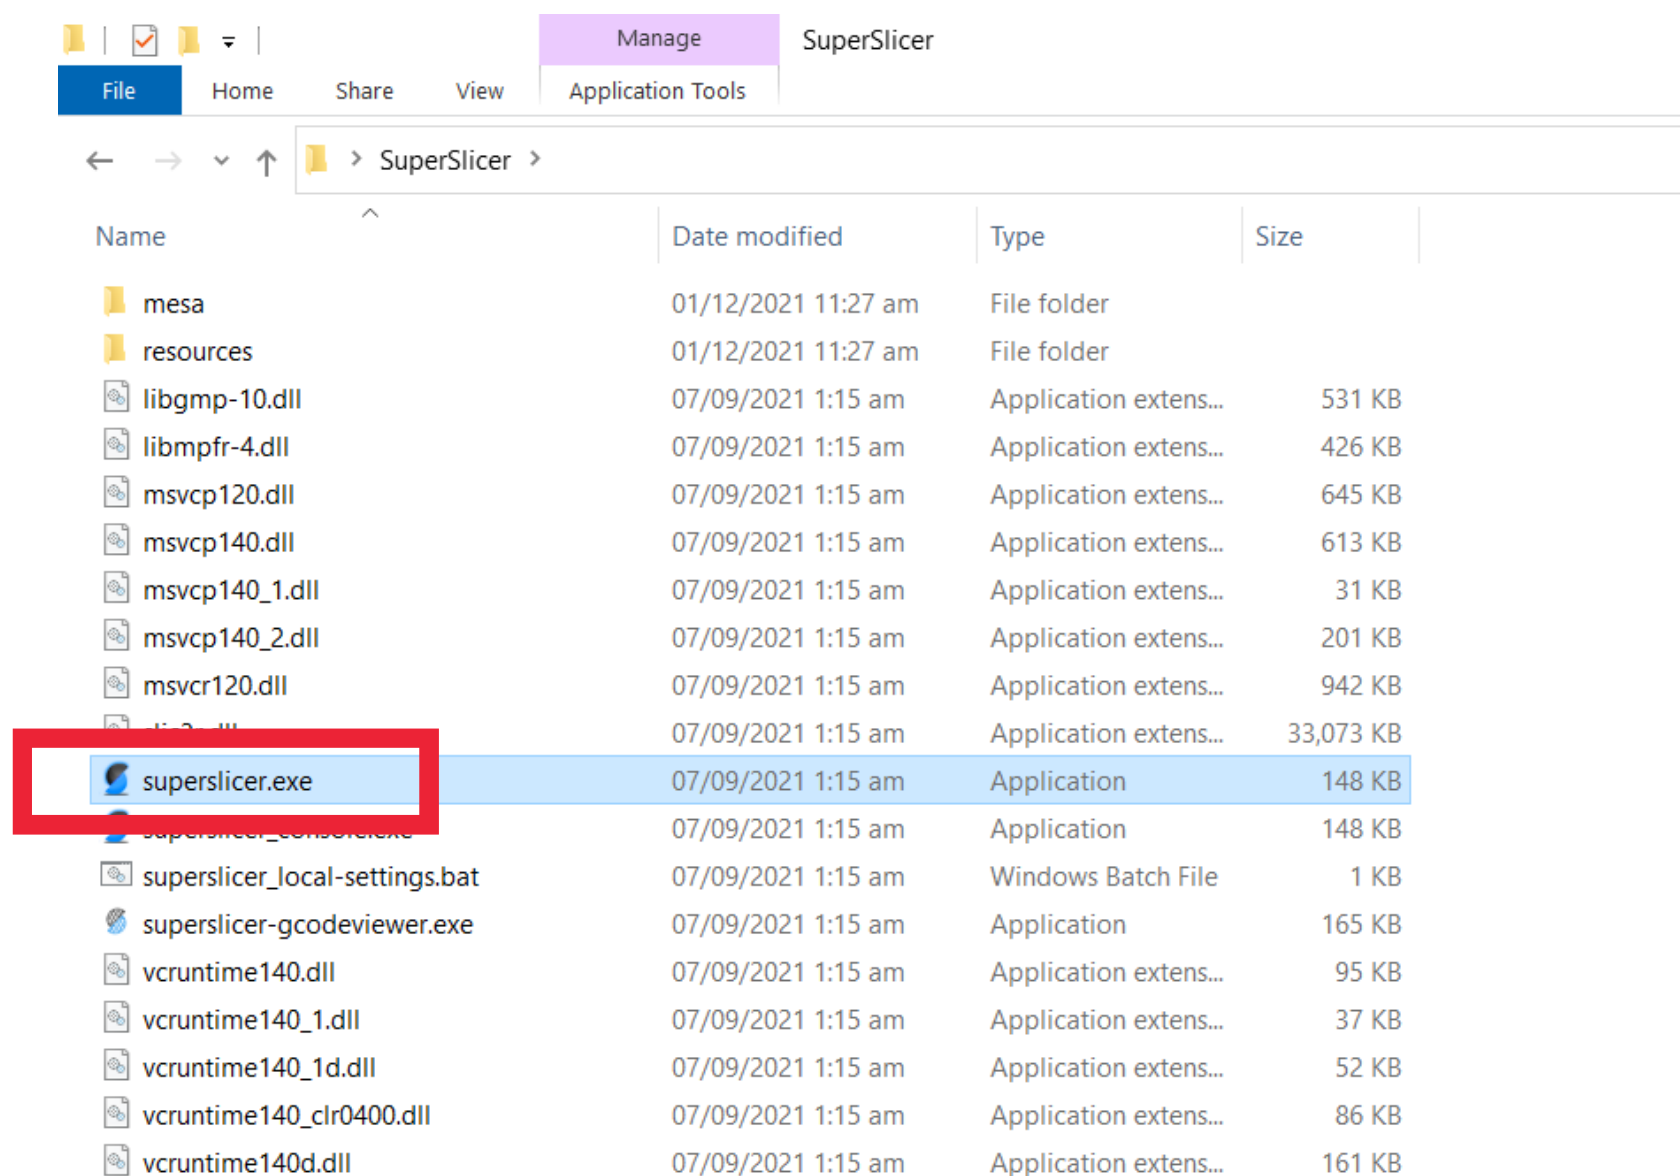 Manage SuperSlicer
File Home Share View Application Tools
SuperSlicer
Name Date modified Type Size
mesa 01/12/2021 11:27 am File folder
resources 01/12/2021 11:27 am File folder
libgmp-10.dll 07/09/2021 1:15 am Application extens... 531 KB
libmpfr-4.dll 07/09/2021 1:15 am Application extens... 426 KB
msvcp120.dll 07/09/2021 1:15 am Application extens... 645 KB
msvcp140.dll 07/09/2021 1:15 am Application extens... 613 KB
msvcp140_1.dll 07/09/2021 1:15 am Application extens... 31 KB
msvcp140_2.dll 07/09/2021 1:15 am Application extens... 201 KB
msvcr120.dll 07/09/2021 1:15 am Application extens... 942 KB
07/09/2021 1:15 am Application extens... 33,073 KB
superslicer.exe 07/09/2021 1:15 am Application 148 KB
superslicer_console.exe 07/09/2021 1:15 am Application 148 KB
superslicer_local-settings.bat 07/09/2021 1:15 am Windows Batch File 1 KB
superslicer-gcodeviewer.exe 07/09/2021 1:15 am Application 165 KB
vcruntime140.dll 07/09/2021 1:15 am Application extens... 95 KB
vcruntime140_1.dll 07/09/2021 1:15 am Application extens... 37 KB
vcruntime140_1d.dll 07/09/2021 1:15 am Application extens... 52 KB
vcruntime140_clr0400.dll 07/09/2021 1:15 am Application extens... 86 KB
vcruntime140d.dll 07/09/2021 1:15 am Application extens... 161 KB